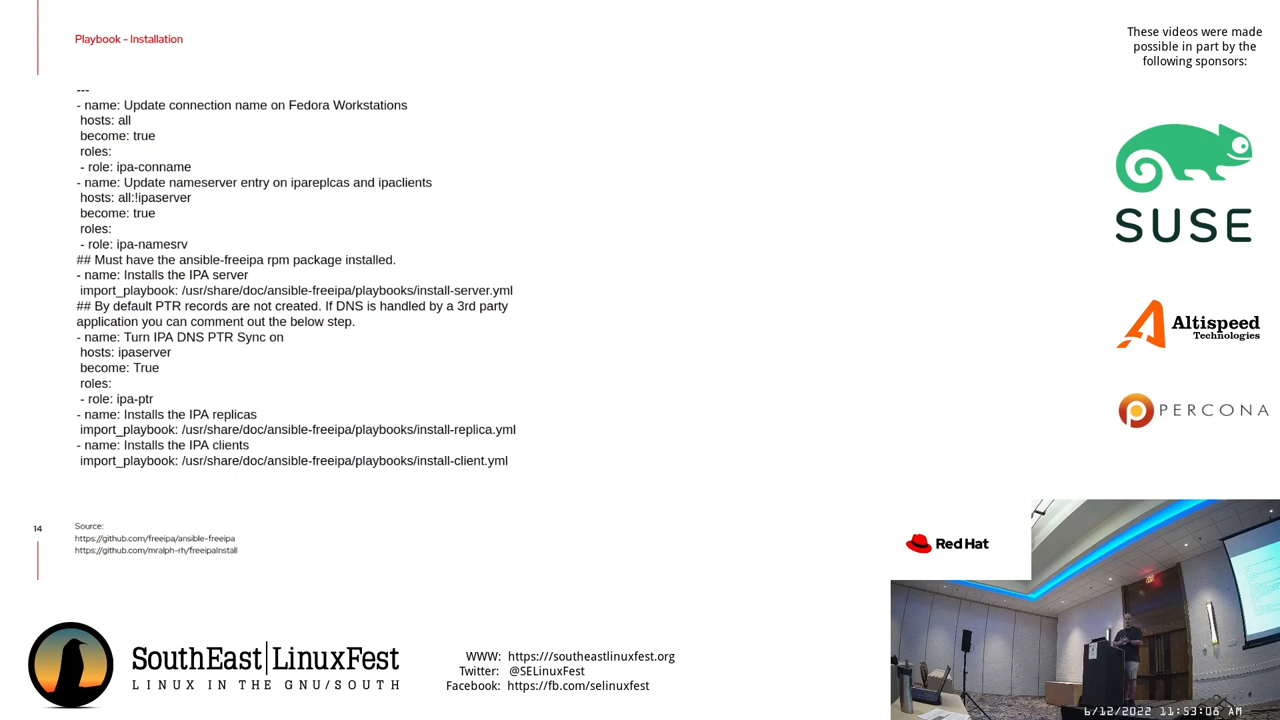 Playbook - Installation
---
- name: Update connection name on Fedora Workstations
hosts: all
become: true
roles:
- role: ipa-conname
- name: Update nameserver entry on ipareplcas and ipaclients
hosts: all:!ipaserver
become: true
roles:
- role: ipa-namesrv
## Must have the ansible-freeipa rpm package installed.
- name: Installs the IPA server
import_playbook: /usr/share/doc/ansible-freeipa/playbooks/install-server.yml
## By default PTR records are not created. If DNS is handled by a 3rd party
application you can comment out the below step.
- name: Turn IPA DNS PTR Sync on
hosts: ipaserver
become: True
roles:
- role: ipa-ptr
- name: Installs the IPA replicas
import_playbook: /usr/share/doc/ansible-freeipa/playbooks/install-replica.yml
- name: Installs the IPA clients
import_playbook: /usr/share/doc/ansible-freeipa/playbooks/install-client.yml
14
Source:
https://github.com/freeipa/ansible-freeipa
https://github.com/mralph-rh/freeipaInstall
Red Hat
These videos were made
possible in part by the
following sponsors:
SUSE
Altispeed
Technologies
PERCONA
SouthEast|LinuxFest
LINUX IN THE GNU/SOUTH
WWW: https:///southeastlinuxfest.org
Twitter: @SELinuxFest
Facebook: https://fb.com/selinuxfest
6/12/2022 11:53:06 AM